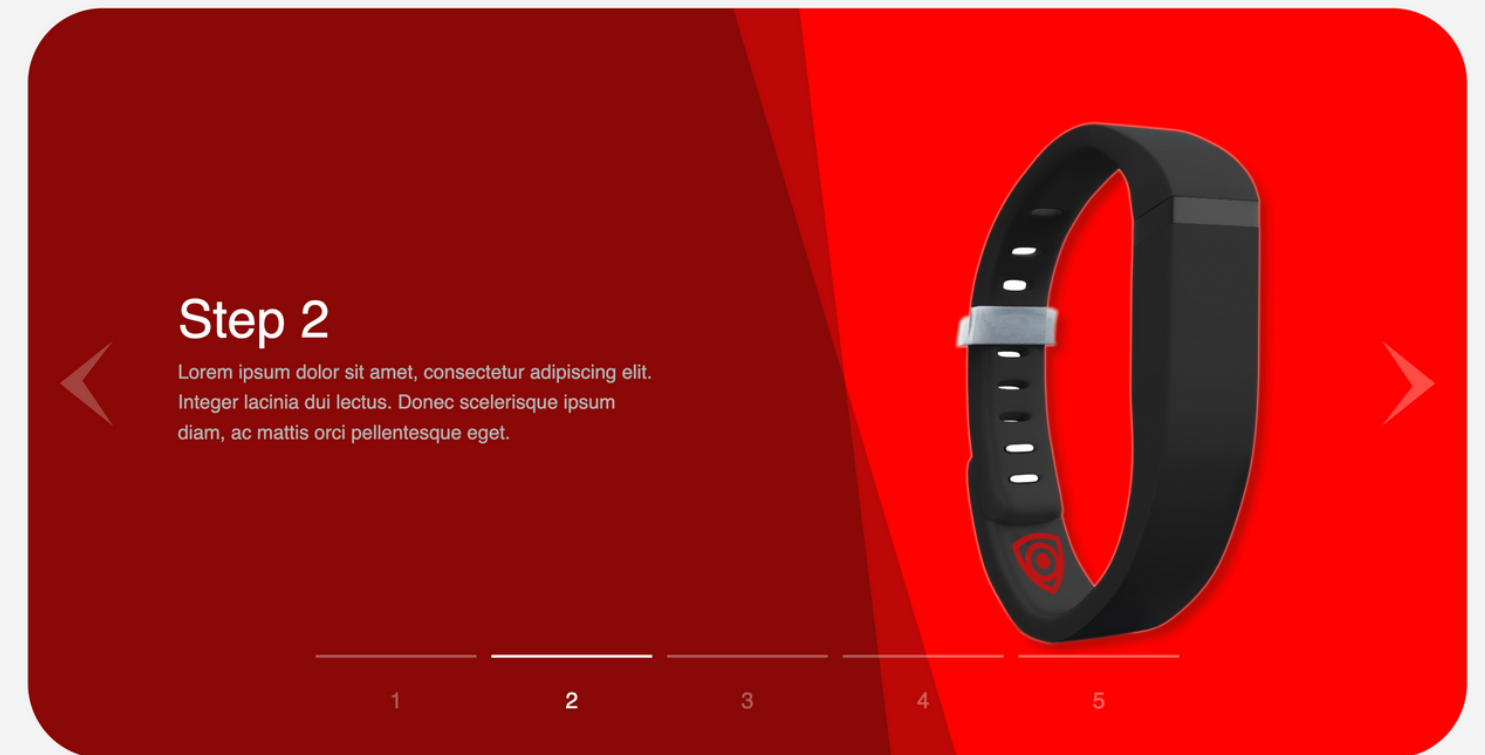 Step 2
Lorem ipsum dolor sit amet, consectetur adipiscing elit.
Integer lacinia dui lectus. Donec scelerisque ipsum
diam, ac mattis orci pellentesque eget.
1 2 3 4 5